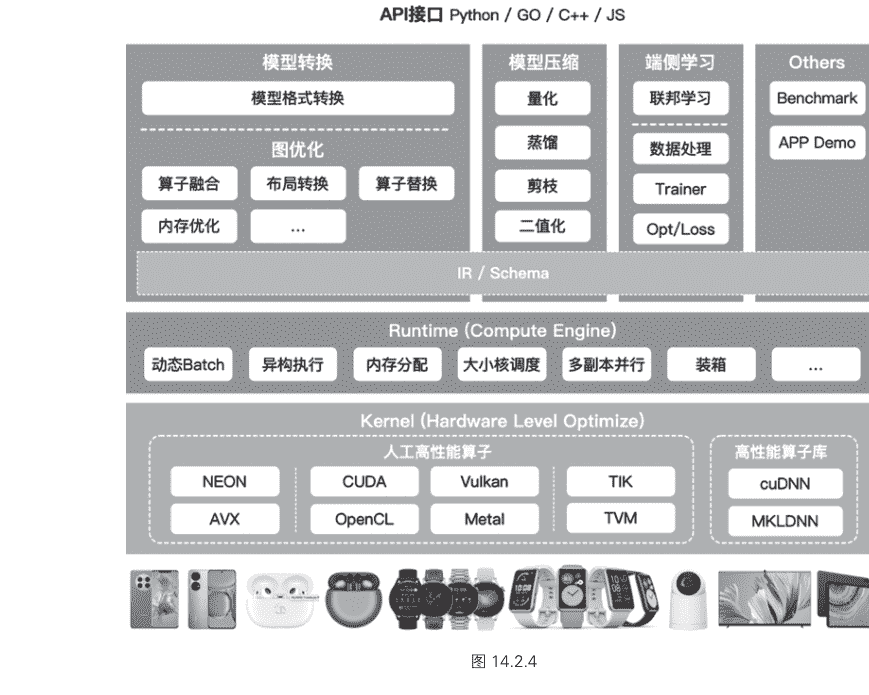 API接口 Python / GO / C++ / JS
模型转换
模型格式转换
图优化
算子融合 布局转换 算子替换
内存优化 ...
模型压缩
量化
蒸馏
剪枝
二值化
端侧学习
联邦学习
数据处理
Trainer
Opt/Loss
Others
Benchmark
APP Demo
IR / Schema
Runtime (Compute Engine)
动态Batch 异构执行 内存分配 大小核调度 多副本并行 装箱 ...
Kernel (Hardware Level Optimize)
人工高性能算子
NEON CUDA Vulkan TIK
AVX OpenCL Metal TVM
高性能算子库
cuDNN
MKLDNN
图 14.2.4